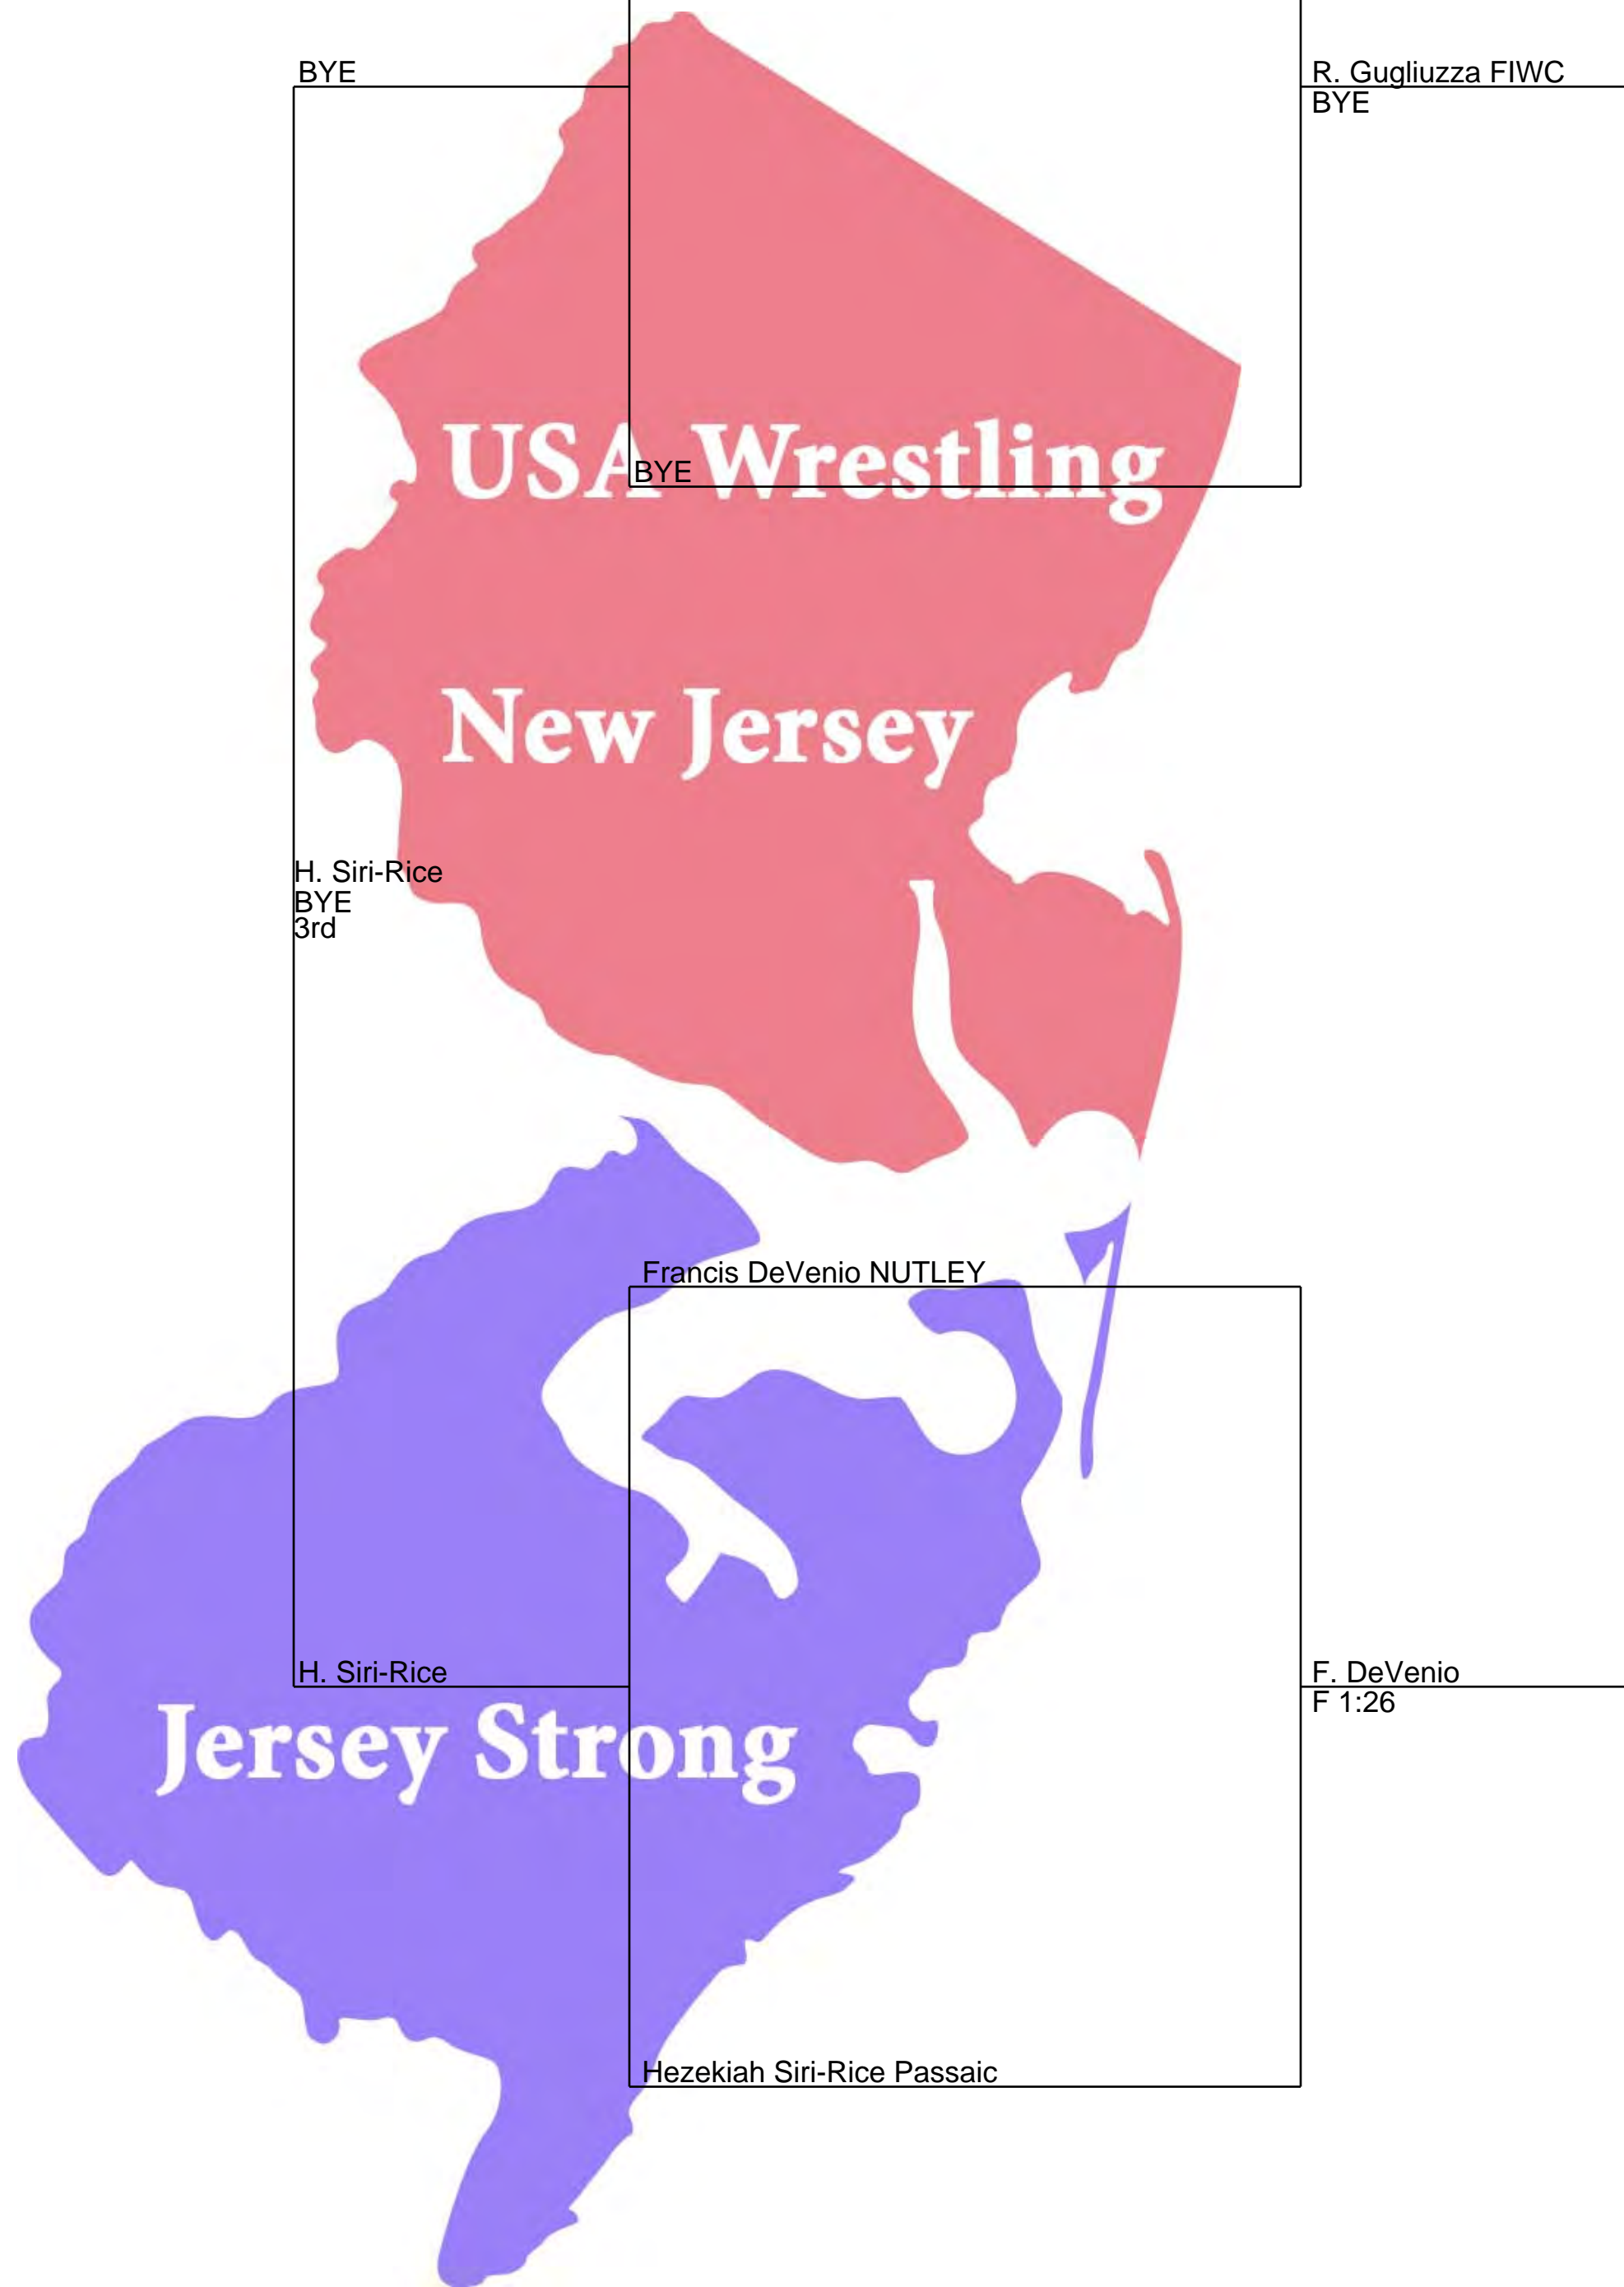 BYE
R. Gugliuzza FIWC
BYE
USA Wrestling
BYE
New Jersey
H. Siri-Rice
BYE
3rd
Francis DeVenio NUTLEY
H. Siri-Rice
F. DeVenio
F 1:26
Jersey Strong
Hezekiah Siri-Rice Passaic